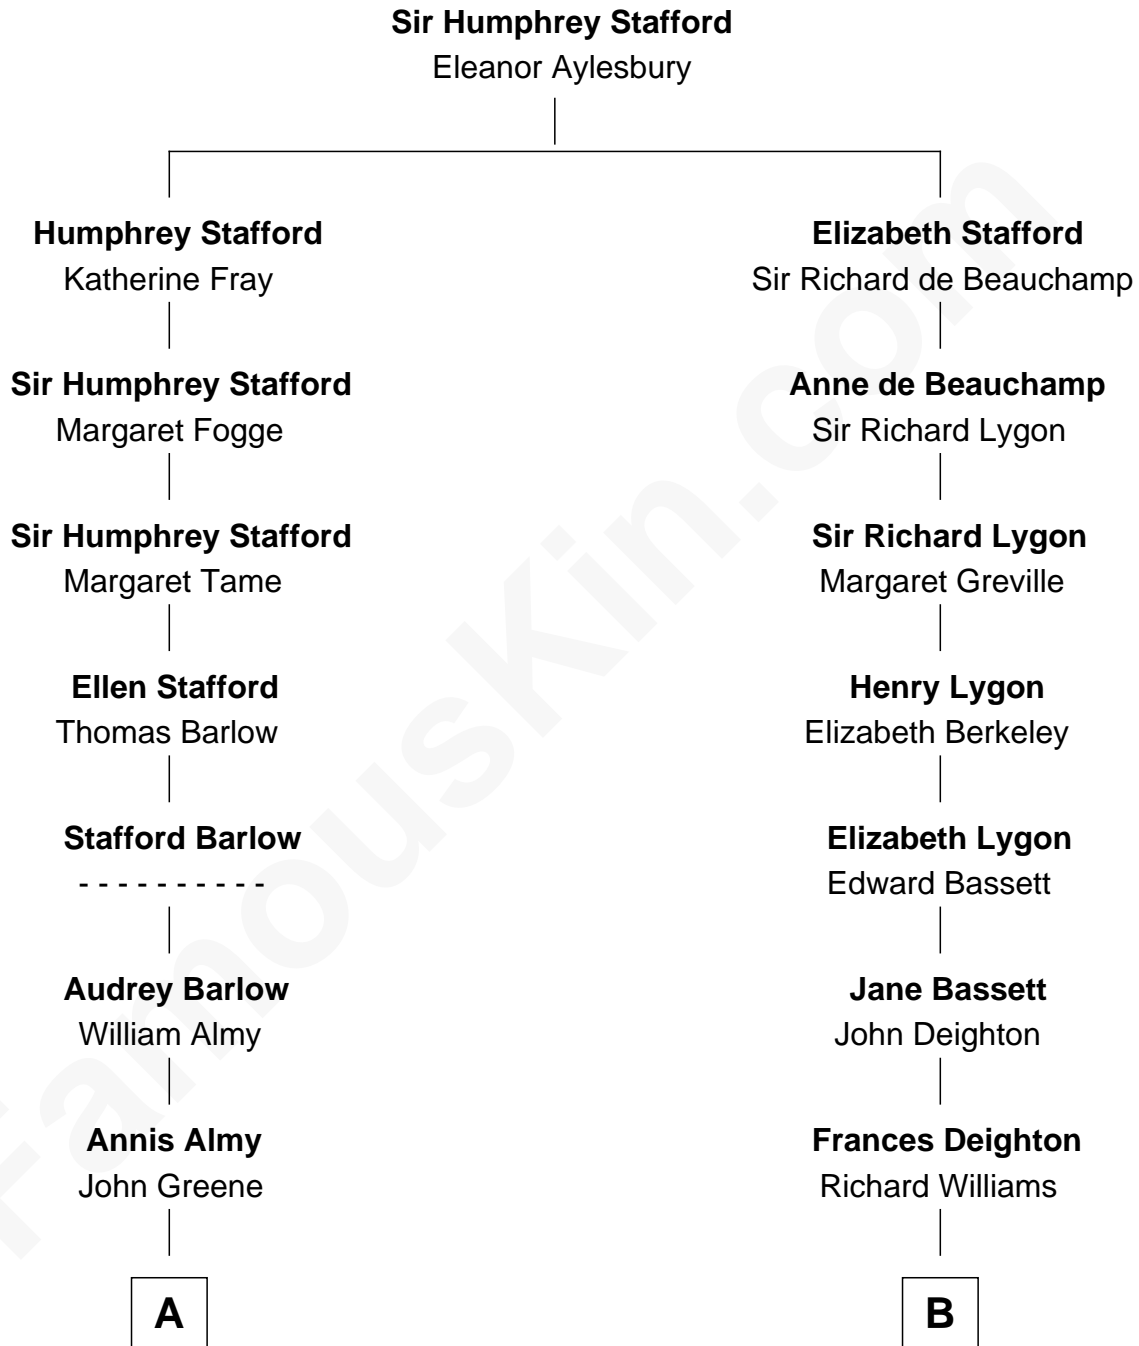 Sir Humphrey Stafford
Eleanor Aylesbury
Humphrey Stafford
Katherine Fray
Elizabeth Stafford
Sir Richard de Beauchamp
Sir Humphrey Stafford
Margaret Fogge
Anne de Beauchamp
Sir Richard Lygon
Sir Humphrey Stafford
Margaret Tame
Sir Richard Lygon
Margaret Greville
Ellen Stafford
Thomas Barlow
Henry Lygon
Elizabeth Berkeley
Stafford Barlow
- - - - - - - - - -
Elizabeth Lygon
Edward Bassett
Audrey Barlow
William Almy
Jane Bassett
John Deighton
Annis Almy
John Greene
Frances Deighton
Richard Williams
A
B
FamousKin.com